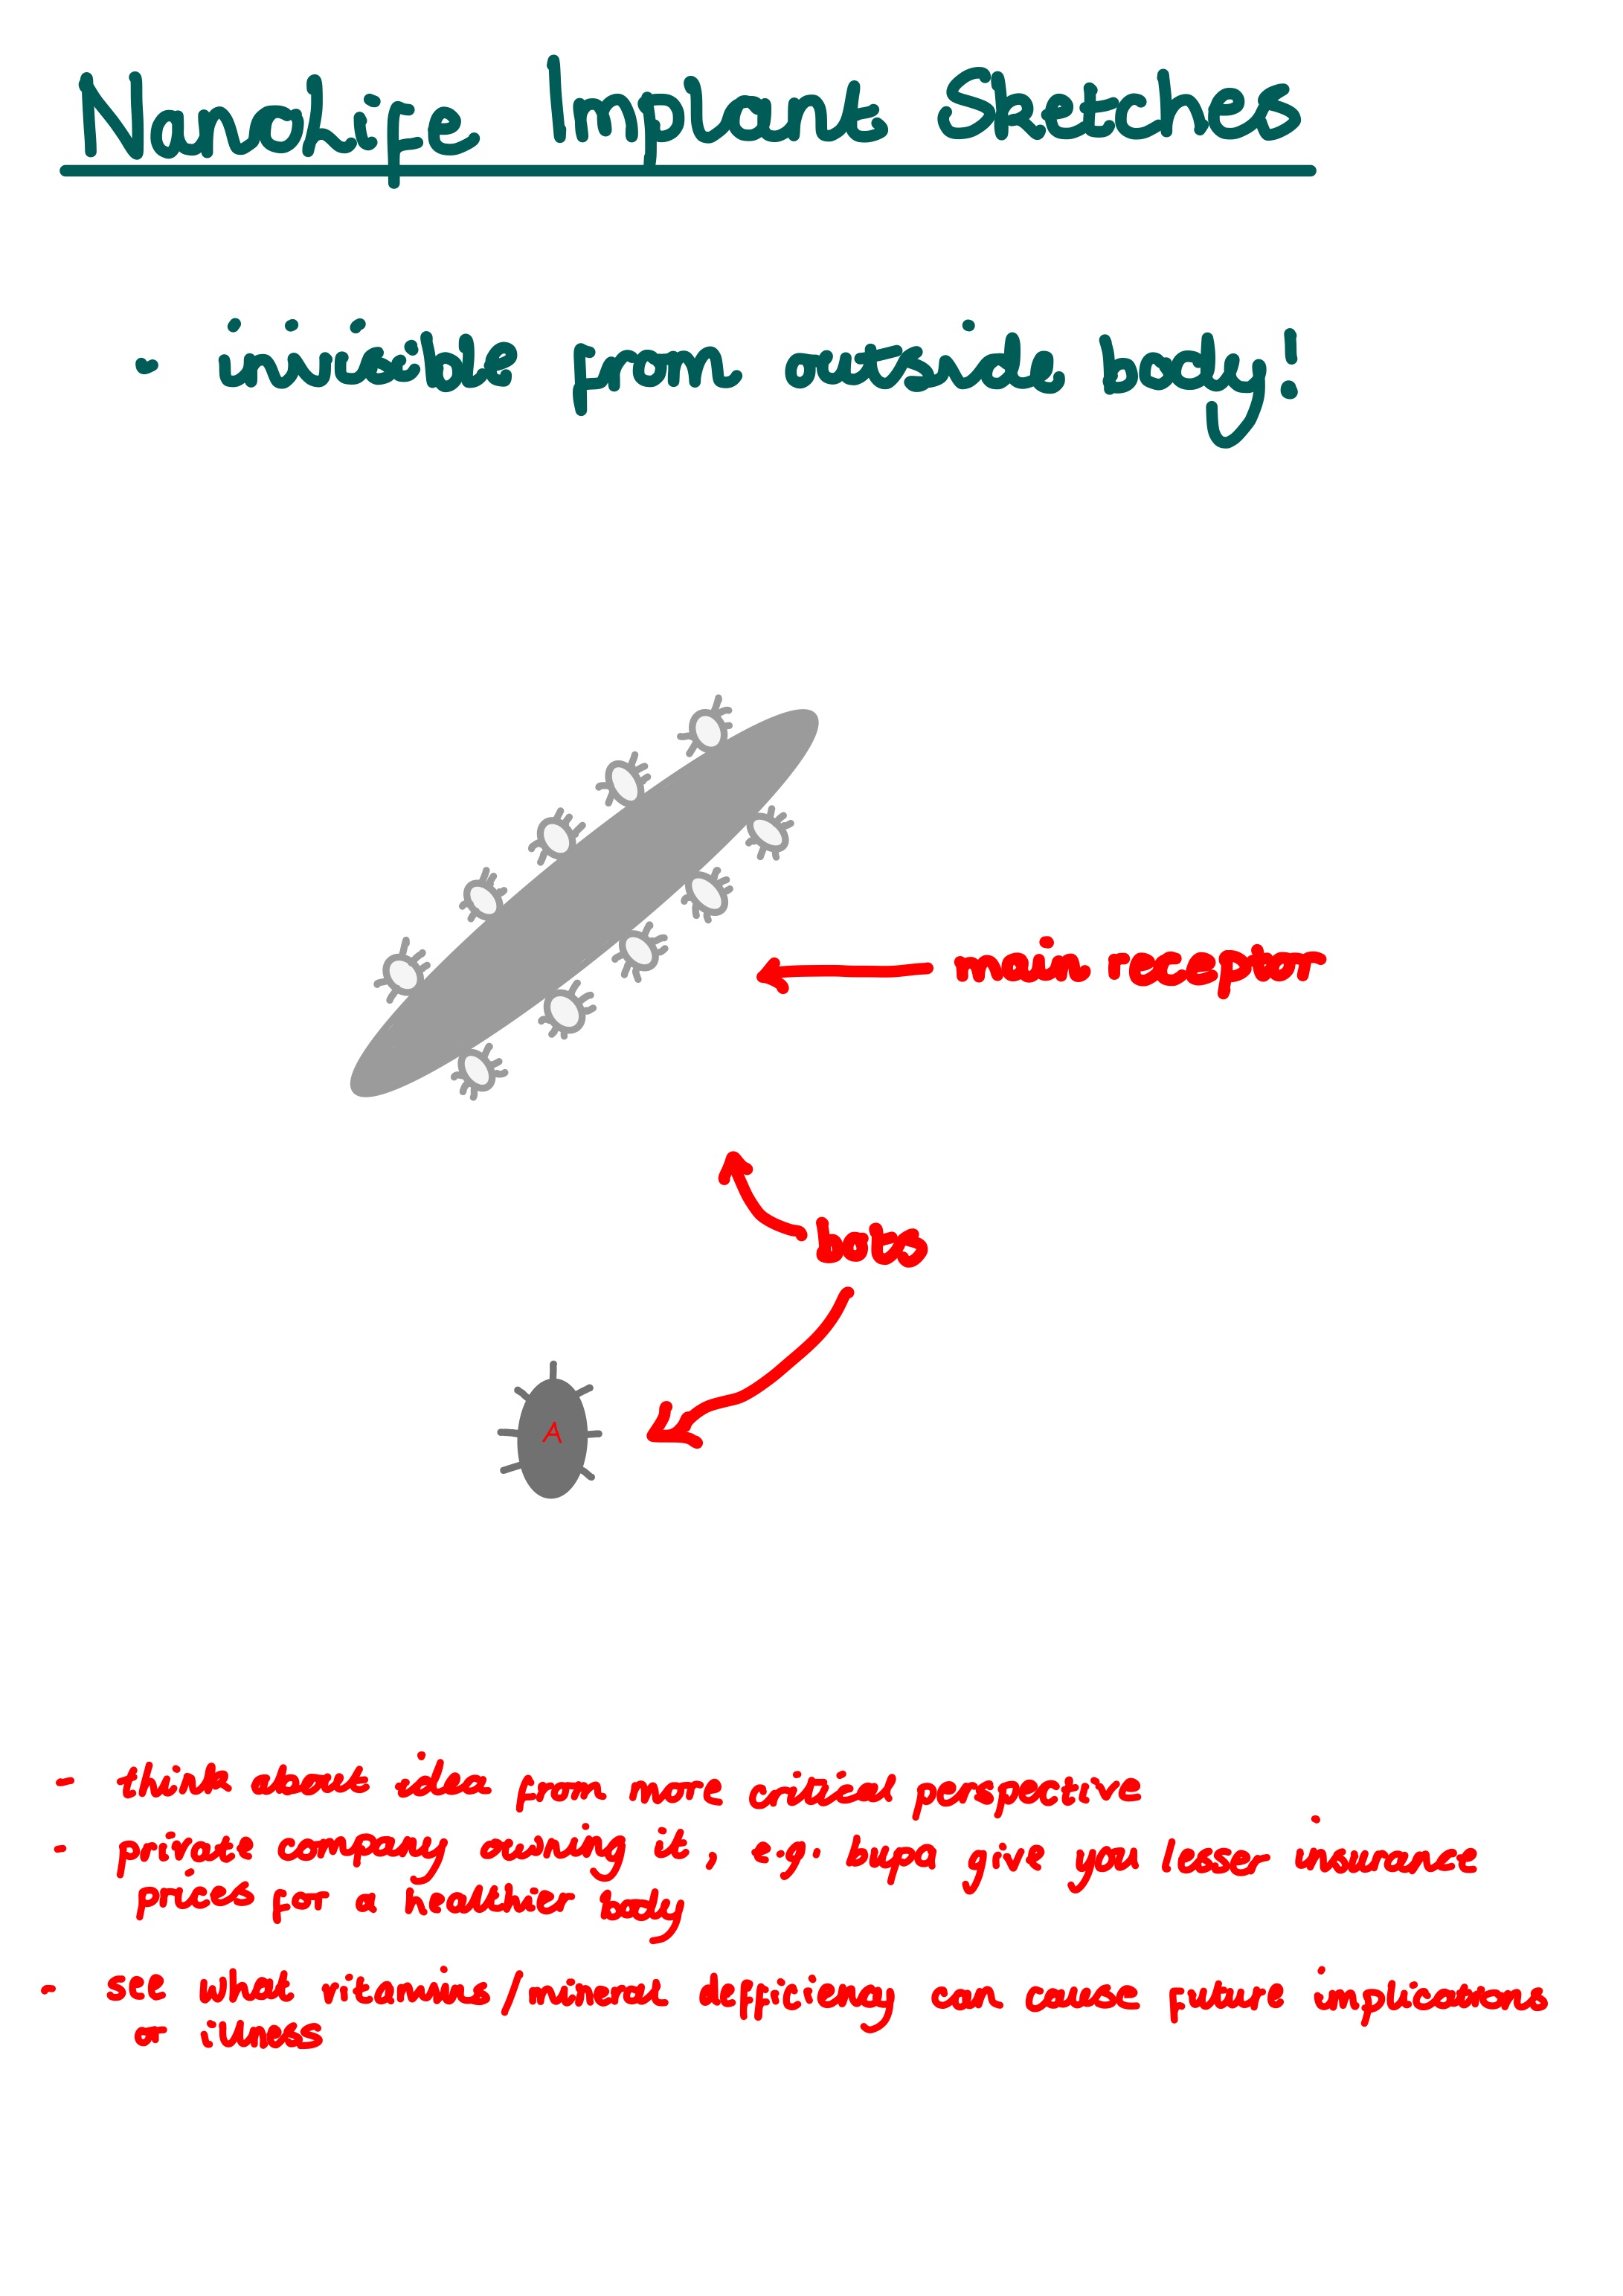 NanoLife Implant Sketches
- invisible from outside body!
main receptor
bots
A
- think about idea from more critical perspective
- private company owning it, e.g. bupa give you lesser insurance
prices for a healthier body
- see what vitamins/mineral defficiency can cause future implications
or illness